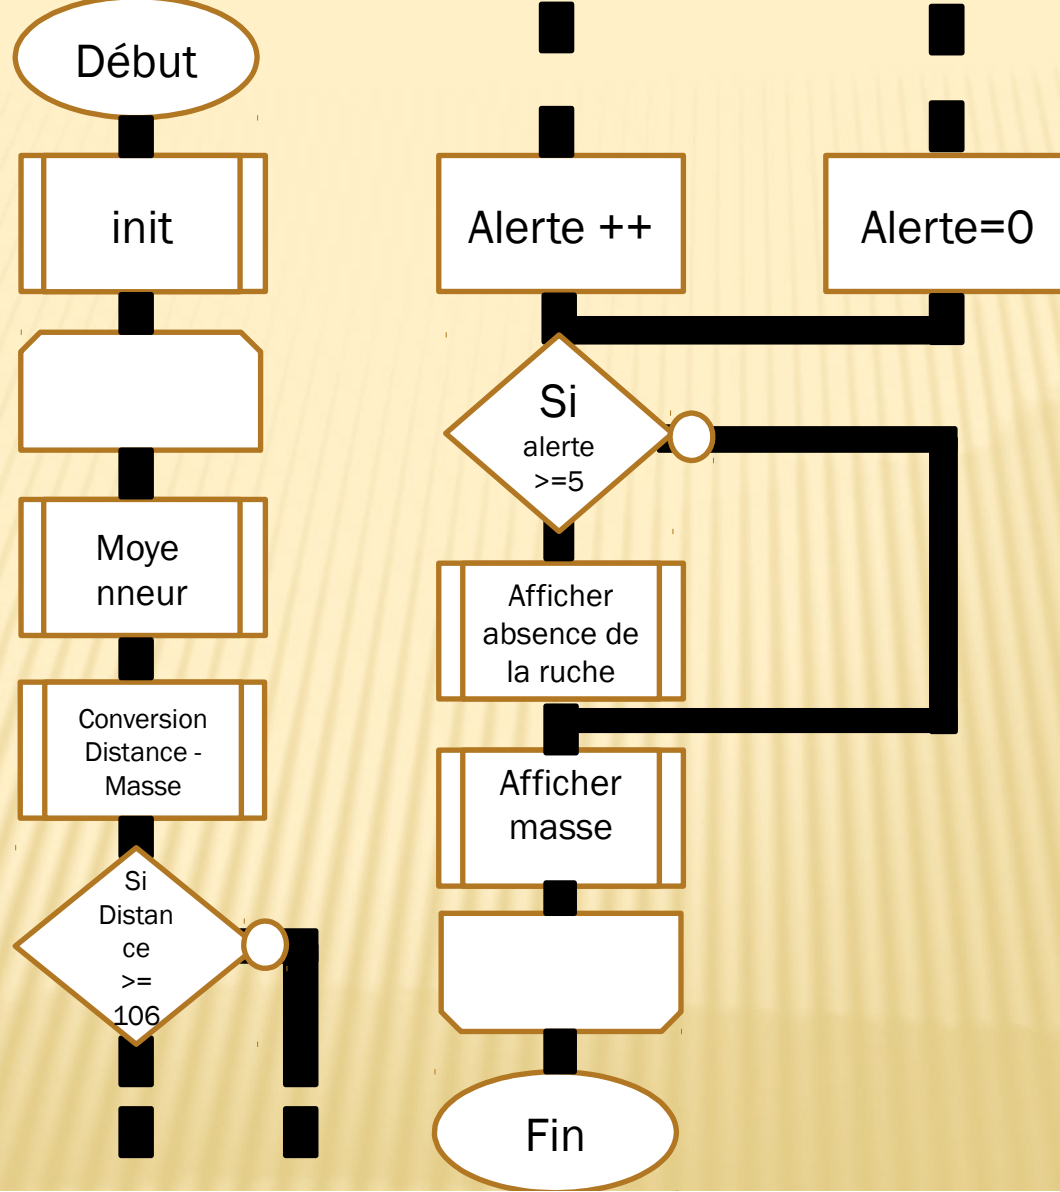 Début
init
Moye
nneur
Conversion
Distance -
Masse
Si
Distan
ce
>=
106
Alerte ++
Alerte=0
Si
alerte
>=5
Afficher
absence de
la ruche
Afficher
masse
Fin